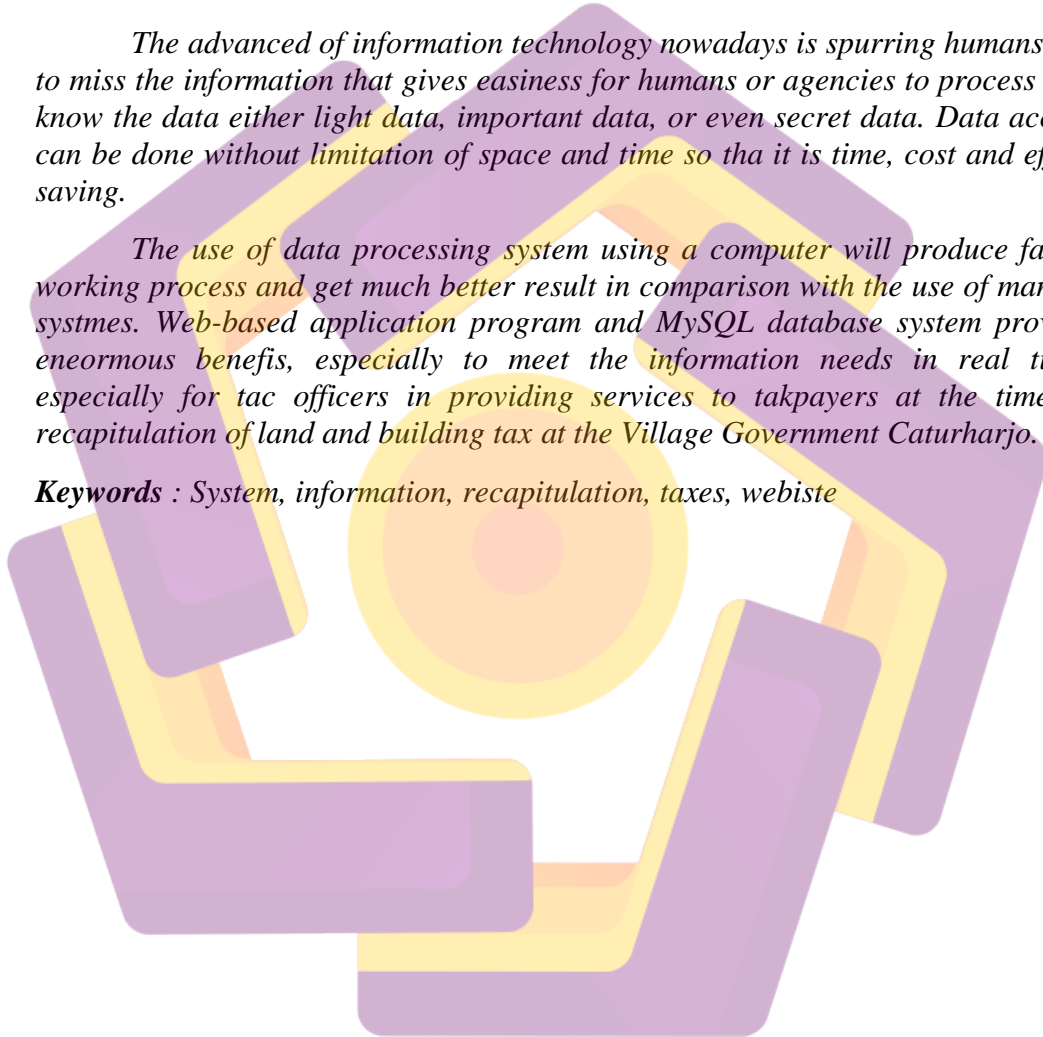 The advanced of information technology nowadays is spurring humans
to miss the information that gives easiness for humans or agencies to process
know the data either light data, important data, or even secret data. Data
can be done without limitation of space and time so tha it is time, cost and
saving.
The use of data processing system using a computer will produce
working process and get much better result in comparison with the use of
systmes. Web-based application program and MySQL database system
eneormous benefis, especially to meet the information needs in real
especially for tac officers in providing services to takpayers at the time
recapitulation of land and building tax at the Village Government Caturharjo.
Keywords : System, information, recapitulation, taxes, webiste